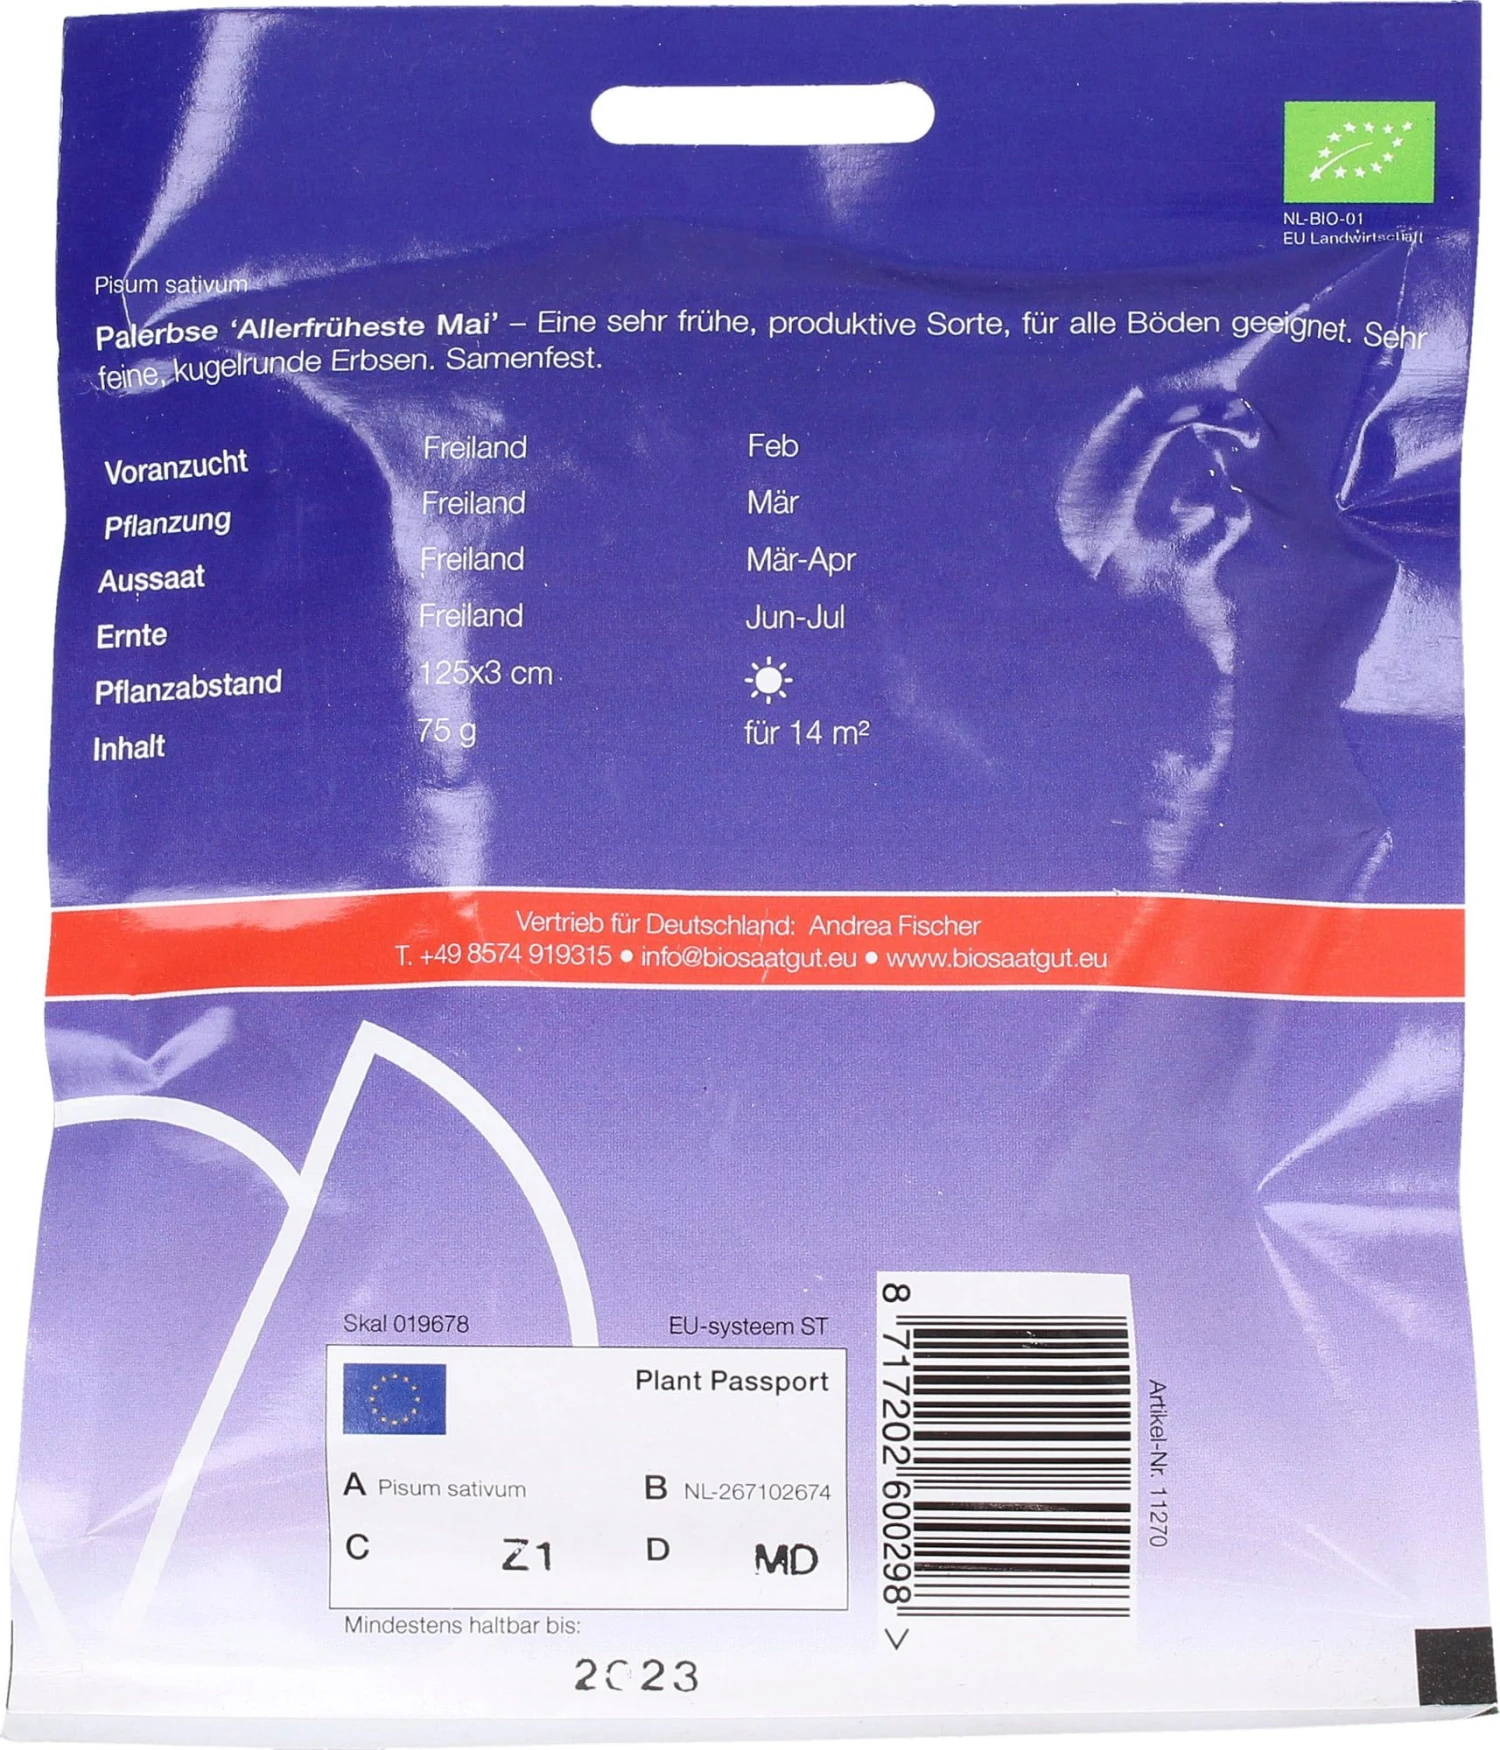 NL-BIO-01
EU Landwirtschaft
Pisum sativum
Palerbse ‘Allerfrüheste Mai’ – Eine sehr frühe, produktive Sorte, für alle Böden geeignet. Sehr
feine, kugelrunde Erbsen. Samenfest.
Voranzucht Freiland Feb
Pflanzung Freiland Mär
Aussaat Freiland Mär-Apr
Ernte Freiland Jun-Jul
Pflanzabstand 125x3 cm
Inhalt 75 g für 14 m²
Vertrieb für Deutschland: Andrea Fischer
T. +49 8574 919315 ● info@biosaatgut.eu ● www.biosaatgut.eu
Skal 019678 EU-systeem ST
Plant Passport
A Pisum sativum B NL-267102674
C Z1 D MD
Mindestens haltbar bis:
2023
8 717202 600298 >
Artikel-Nr. 11270